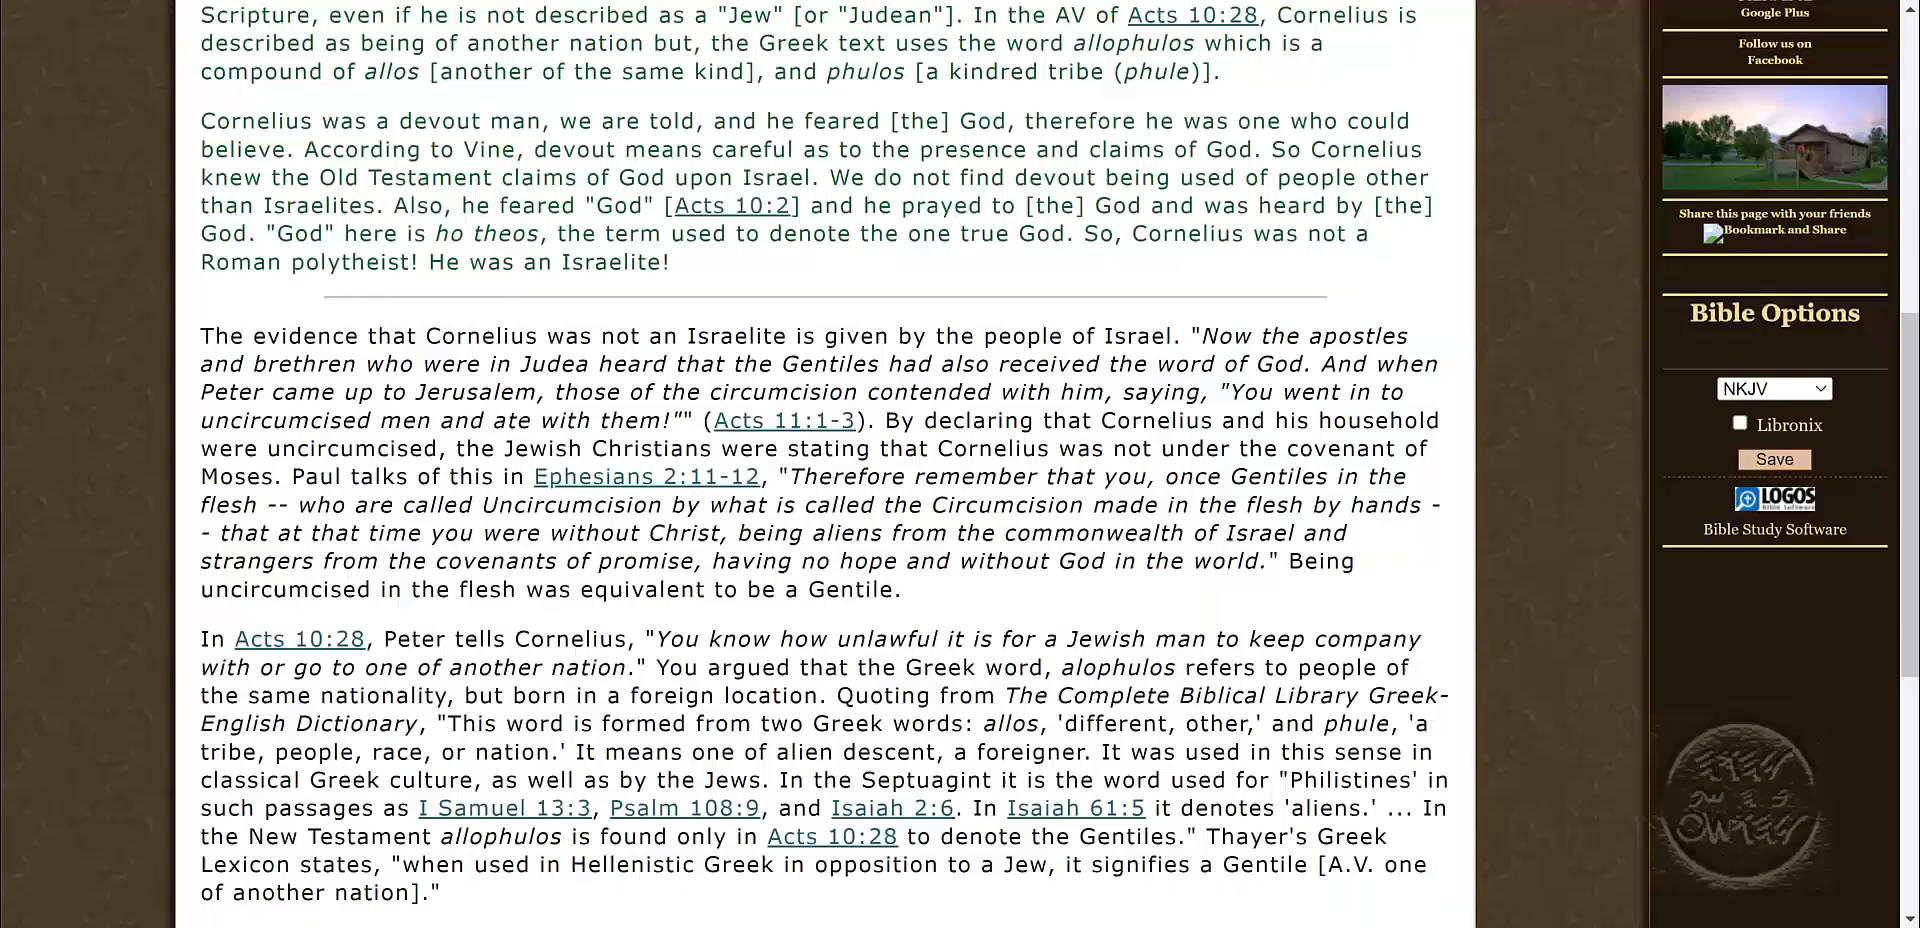 Scripture, even if he is not described as a "Jew" [or "Judean"]. In the AV of Acts 10:28, Cornelius is
described as being of another nation but, the Greek text uses the word allophulos which is a
compound of allos [another of the same kind], and phulos [a kindred tribe (phule)].
Cornelius was a devout man, we are told, and he feared [the] God, therefore he was one who could
believe. According to Vine, devout means careful as to the presence and claims of God. So Cornelius
knew the Old Testament claims of God upon Israel. We do not find devout being used of people other
than Israelites. Also, he feared "God" [Acts 10:2] and he prayed to [the] God and was heard by [the]
God. "God" here is ho theos, the term used to denote the one true God. So, Cornelius was not a
Roman polytheist! He was an Israelite!
The evidence that Cornelius was not an Israelite is given by the people of Israel. "Now the apostles
and brethren who were in Judea heard that the Gentiles had also received the word of God. And when
Peter came up to Jerusalem, those of the circumcision contended with him, saying, "You went in to
uncircumcised men and ate with them!"" (Acts 11:1-3). By declaring that Cornelius and his household
were uncircumcised, the Jewish Christians were stating that Cornelius was not under the covenant of
Moses. Paul talks of this in Ephesians 2:11-12, "Therefore remember that you, once Gentiles in the
flesh -- who are called Uncircumcision by what is called the Circumcision made in the flesh by hands -
- that at that time you were without Christ, being aliens from the commonwealth of Israel and
strangers from the covenants of promise, having no hope and without God in the world." Being
uncircumcised in the flesh was equivalent to be a Gentile.
In Acts 10:28, Peter tells Cornelius, "You know how unlawful it is for a Jewish man to keep company
with or go to one of another nation." You argued that the Greek word, alophulos refers to people of
the same nationality, but born in a foreign location. Quoting from The Complete Biblical Library Greek-
English Dictionary, "This word is formed from two Greek words: allos, 'different, other,' and phule, 'a
tribe, people, race, or nation.' It means one of alien descent, a foreigner. It was used in this sense in
classical Greek culture, as well as by the Jews. In the Septuagint it is the word used for "Philistines' in
such passages as I Samuel 13:3, Psalm 108:9, and Isaiah 2:6. In Isaiah 61:5 it denotes 'aliens.' ... In
the New Testament allophulos is found only in Acts 10:28 to denote the Gentiles." Thayer's Greek
Lexicon states, "when used in Hellenistic Greek in opposition to a Jew, it signifies a Gentile [A.V. one
of another nation]."
Google Plus
Follow us on
Facebook
Share this page with your friends
Bookmark and Share
Bible Options
NKJV
Libronix
Save
LOGOS
Bible Study Software